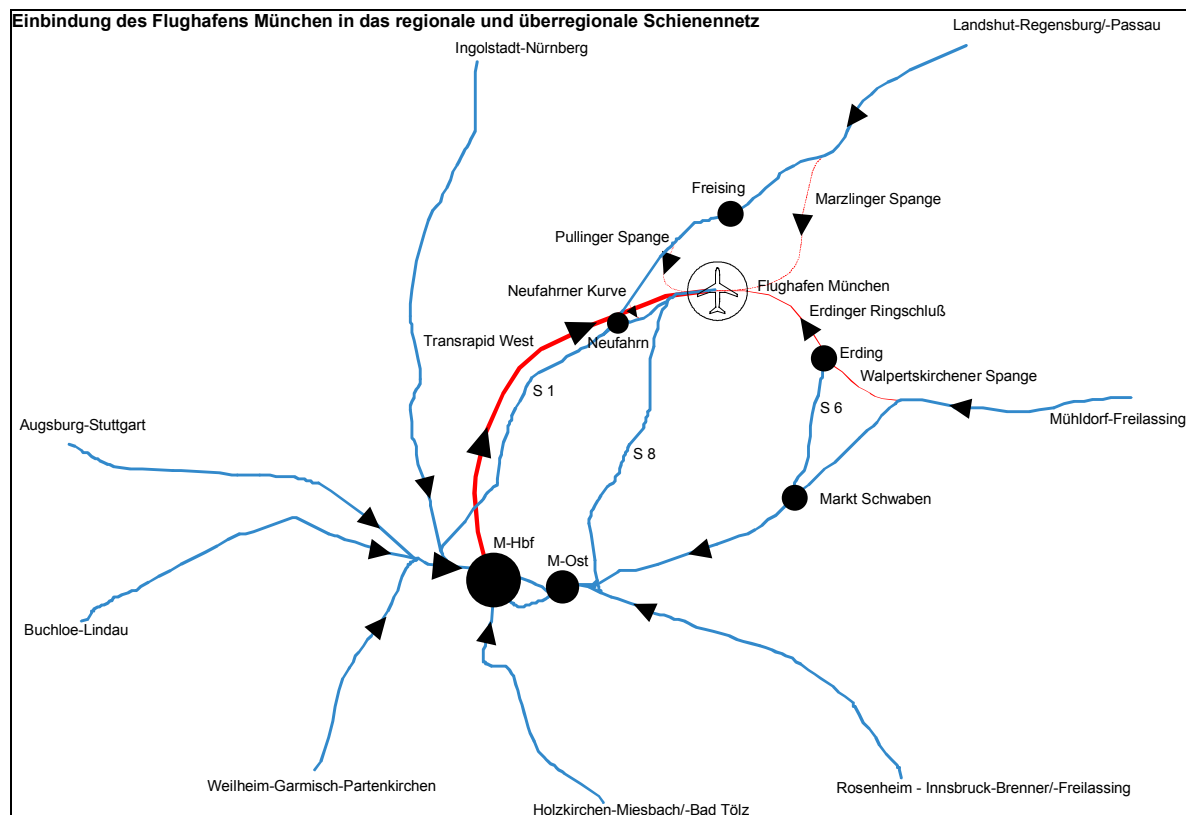 Einbindung des Flughafens München in das regionale und überregionale Schienennetz
Landshut-Regensburg/-Passau
Ingolstadt-Nürnberg
Freising
Marzlinger Spange
Pullinger Spange
Flughafen München
Neufahrner Kurve
Erdinger Ringschluß
Transrapid West
Neufahrn
Erding
Walpertskirchener Spange
S 1
S 6
Mühldorf-Freilassing
Augsburg-Stuttgart
S 8
Markt Schwaben
M-Hbf
M-Ost
Buchloe-Lindau
Weilheim-Garmisch-Partenkirchen
Rosenheim - Innsbruck-Brenner/-Freilassing
Holzkirchen-Miesbach/-Bad Tölz